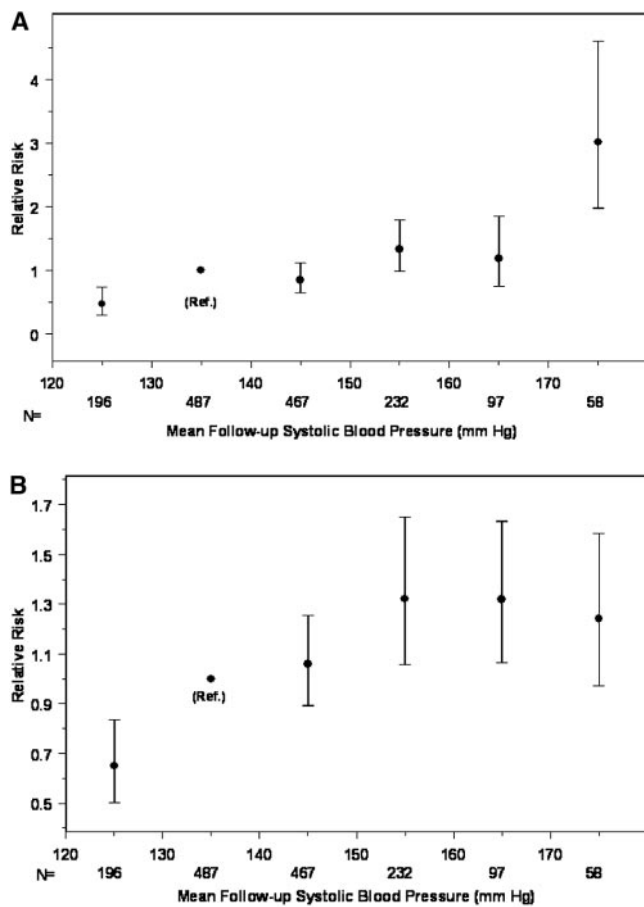 A
4
3
2
1
0
Relative Risk
(Ref.)
120 130 140 150 160 170
N= 196 487 467 232 97 58
Mean Follow-up Systolic Blood Pressure (mm Hg)
B
1.7
1.5
1.3
1.1
0.9
0.7
0.5
Relative Risk
(Ref.)
120 130 140 150 160 170
N= 196 487 467 232 97 58
Mean Follow-up Systolic Blood Pressure (mm Hg)